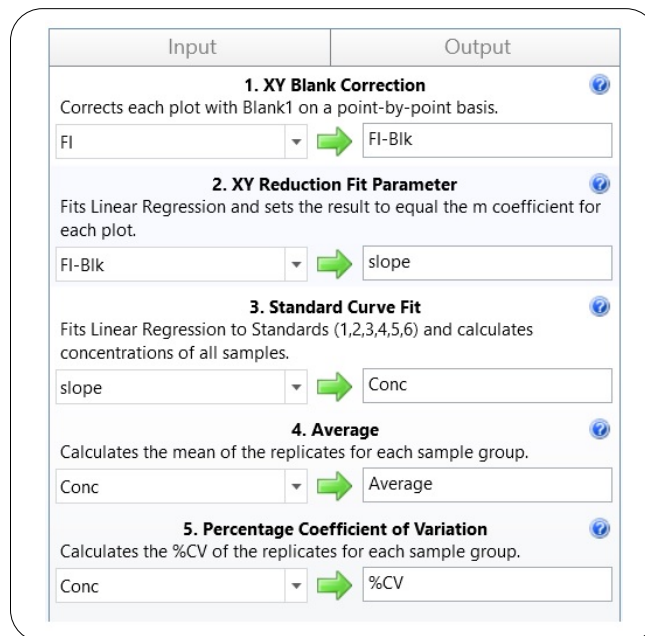 Input Output
1. XY Blank Correction
Corrects each plot with Blank1 on a point-by-point basis.
FI FI-Blk
2. XY Reduction Fit Parameter
Fits Linear Regression and sets the result to equal the m coefficient for
each plot.
FI-Blk slope
3. Standard Curve Fit
Fits Linear Regression to Standards (1,2,3,4,5,6) and calculates
concentrations of all samples.
slope Conc
4. Average
Calculates the mean of the replicates for each sample group.
Conc Average
5. Percentage Coefficient of Variation
Calculates the %CV of the replicates for each sample group.
Conc %CV